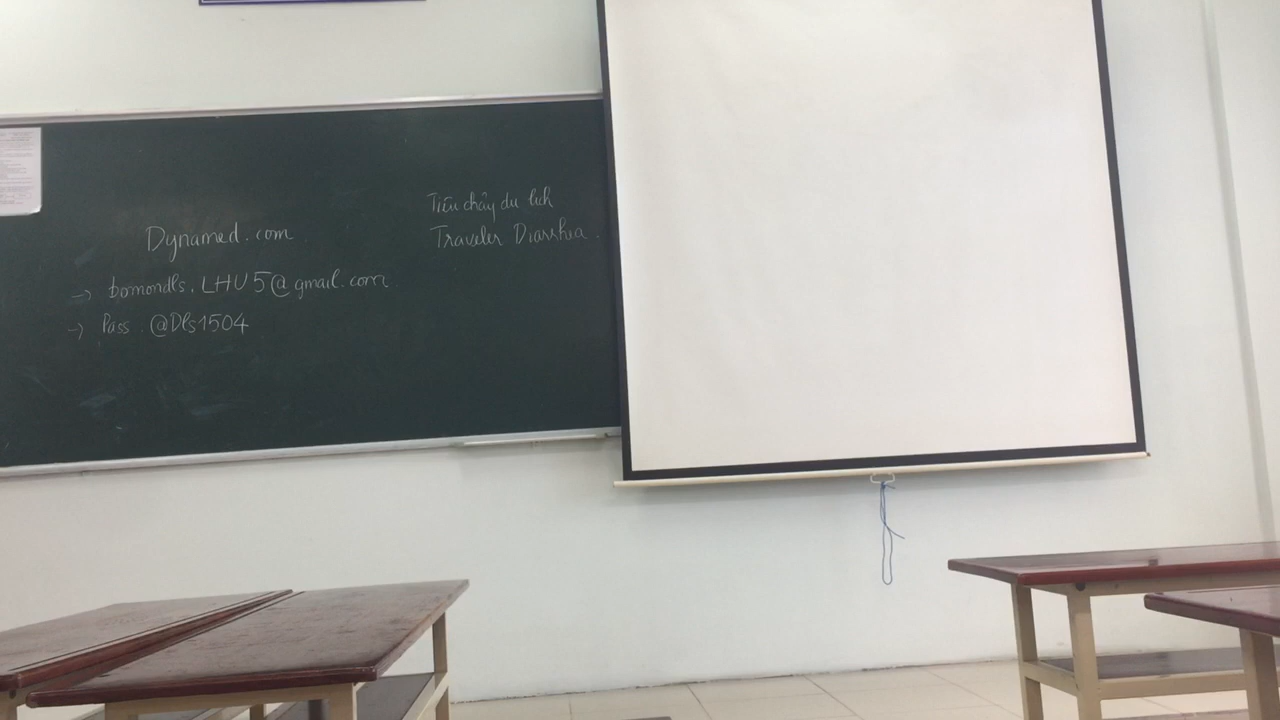 Dynamed.com
→ bomondls.LHU5@gmail.com
→ Pass: @Dls1504
Tiêu chảy du lịch
Traveler Diarrhea.